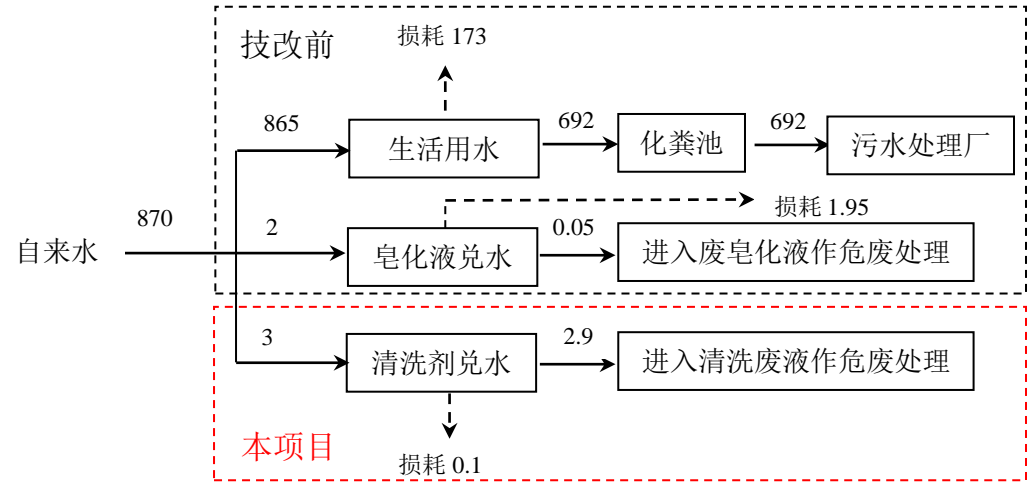 技改前
损耗 173
865
生活用水
692
化粪池
692
污水处理厂
自来水
870
2
皂化液兑水
损耗 1.95
0.05
进入废皂化液作危废处理
3
清洗剂兑水
2.9
进入清洗废液作危废处理
本项目
损耗 0.1